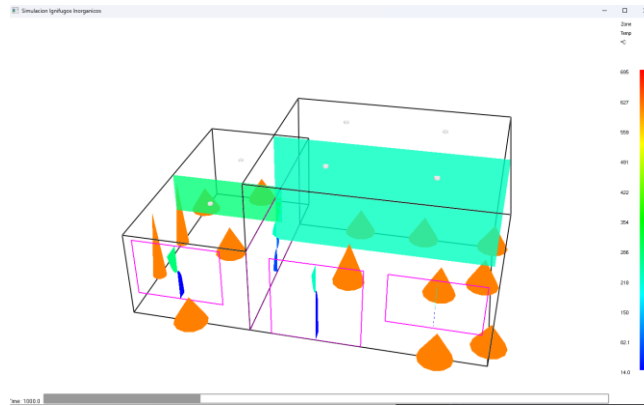 Simulacion Ignifugos Inorganicos
Zone
Temp
°C
695
627
559
491
422
354
286
218
150
82.1
14.0
Time 1000.0